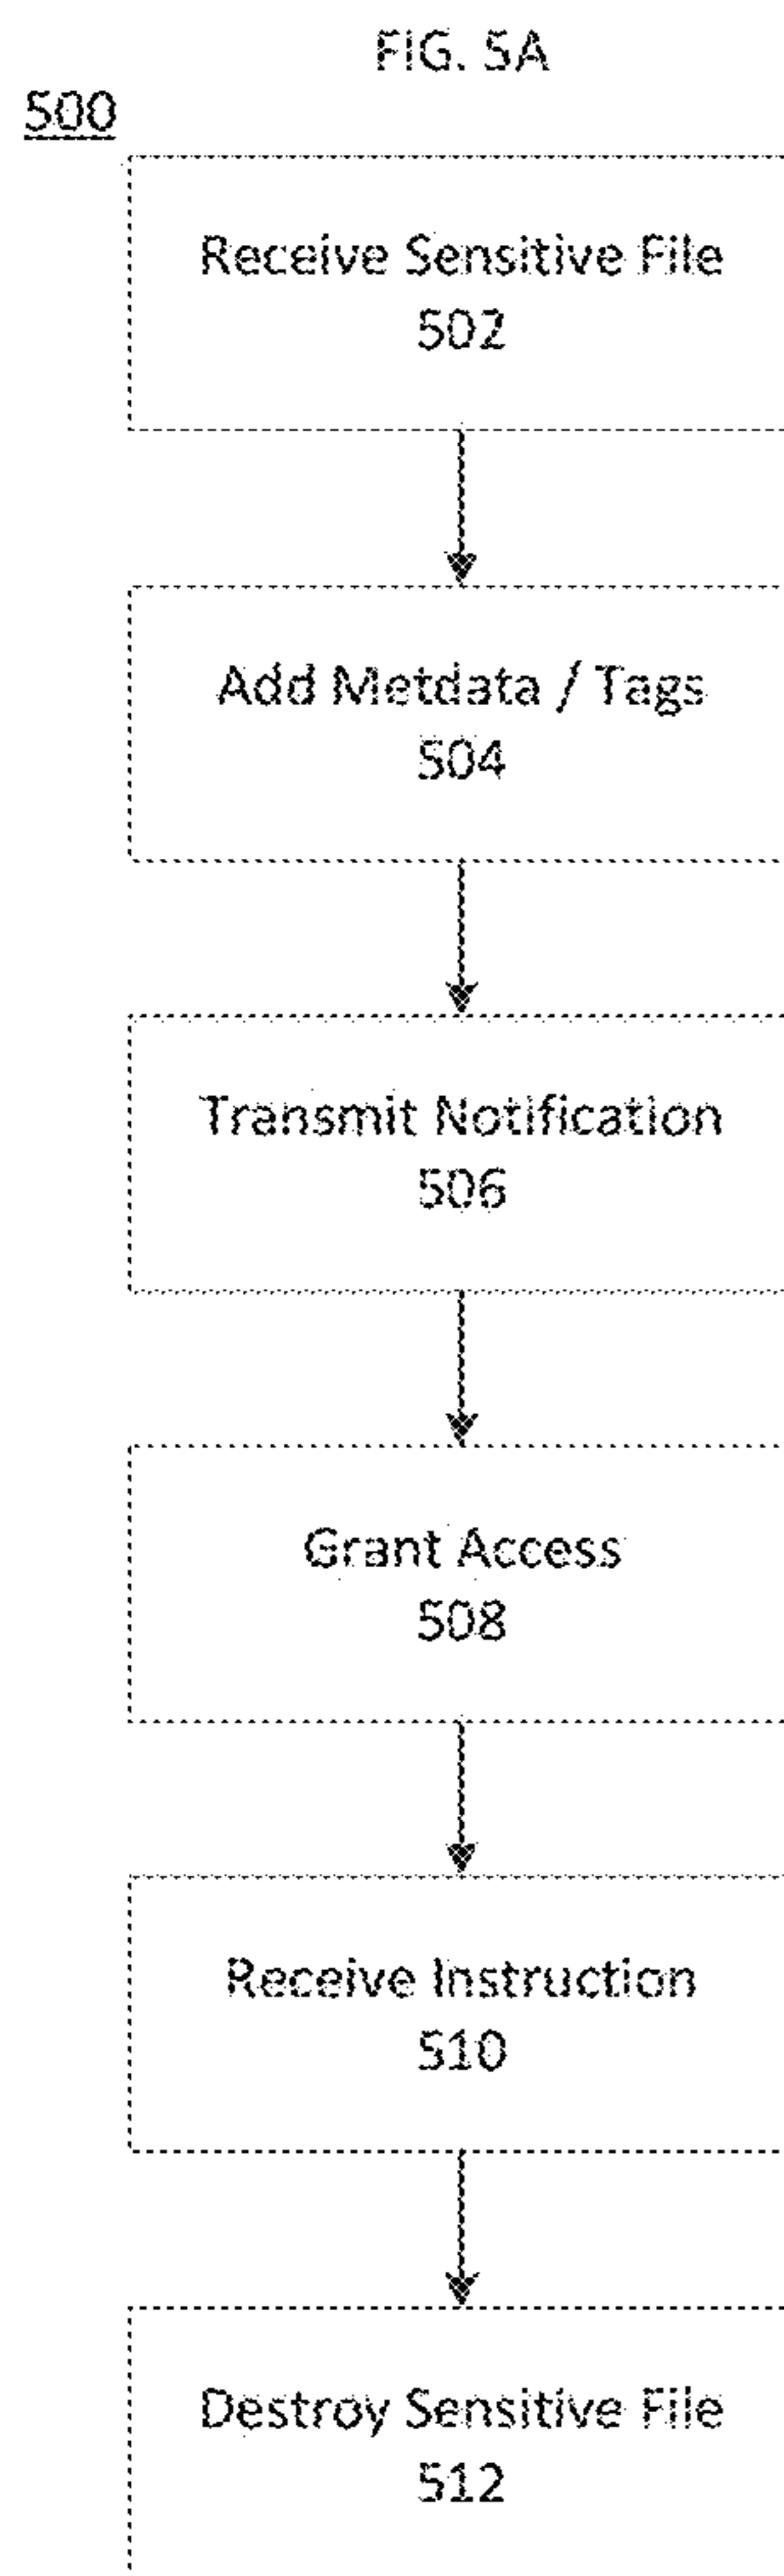 FIG. 5A
500
Receive Sensitive File
502
Add Metdata / Tags
504
Transmit Notification
506
Grant Access
508
Receive Instruction
510
Destroy Sensitive File
512